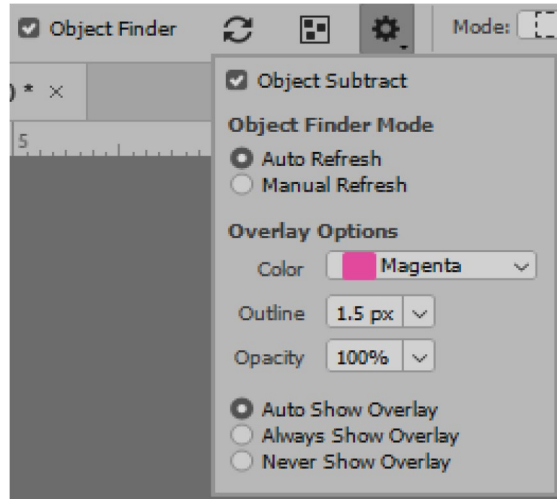 Object Finder
Mode:
) * ×
5
Object Subtract
Object Finder Mode
Auto Refresh
Manual Refresh
Overlay Options
Color Magenta
Outline 1.5 px
Opacity 100%
Auto Show Overlay
Always Show Overlay
Never Show Overlay